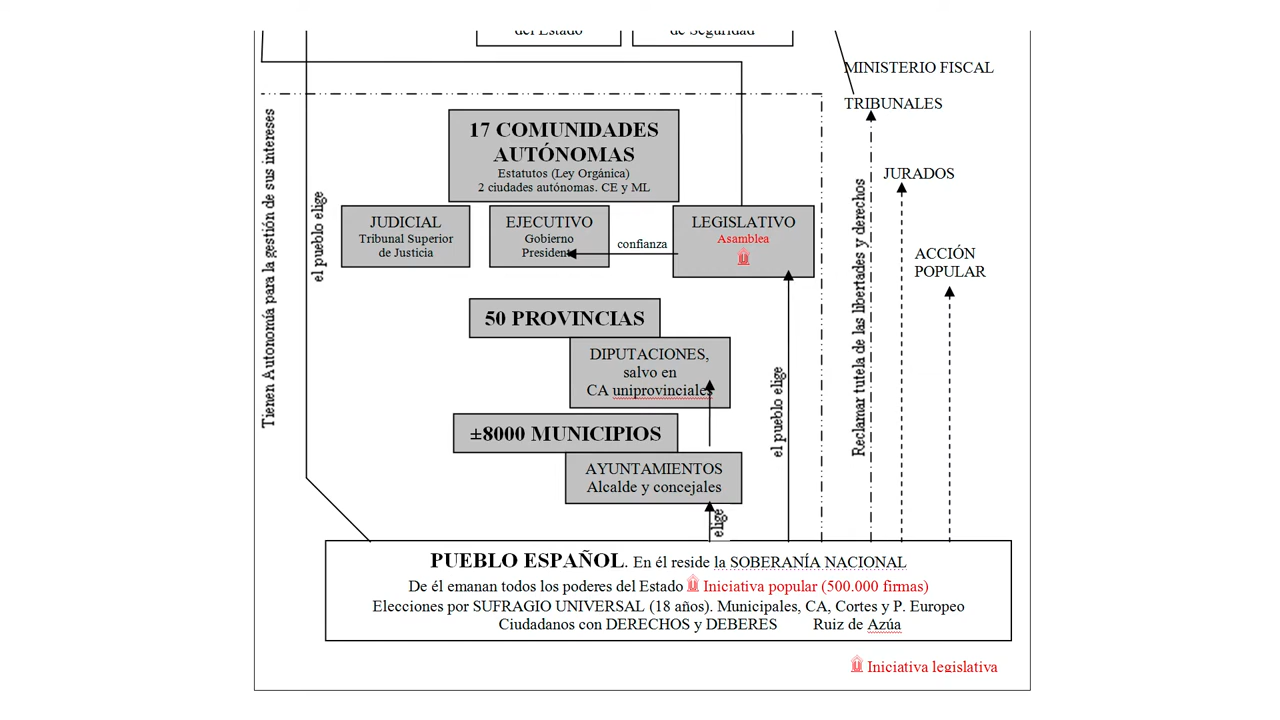 del Estado
de Seguridad
MINISTERIO FISCAL
TRIBUNALES
JURADOS
ACCIÓN
POPULAR
Tienen Autonomía para la gestión de sus intereses
el pueblo elige
17 COMUNIDADES
AUTÓNOMAS
Estatutos (Ley Orgánica)
2 ciudades autónomas. CE y ML
JUDICIAL
Tribunal Superior
de Justicia
EJECUTIVO
Gobierno
Presidente
confianza
LEGISLATIVO
Asamblea
50 PROVINCIAS
DIPUTACIONES,
salvo en
CA uniprovinciales
±8000 MUNICIPIOS
AYUNTAMIENTOS
Alcalde y concejales
elige
el pueblo elige
Reclamar tutela de las libertades y derechos
PUEBLO ESPAÑOL. En él reside la SOBERANÍA NACIONAL
De él emanan todos los poderes del Estado Iniciativa popular (500.000 firmas)
Elecciones por SUFRAGIO UNIVERSAL (18 años). Municipales, CA, Cortes y P. Europeo
Ciudadanos con DERECHOS y DEBERES Ruiz de Azúa
Iniciativa legislativa